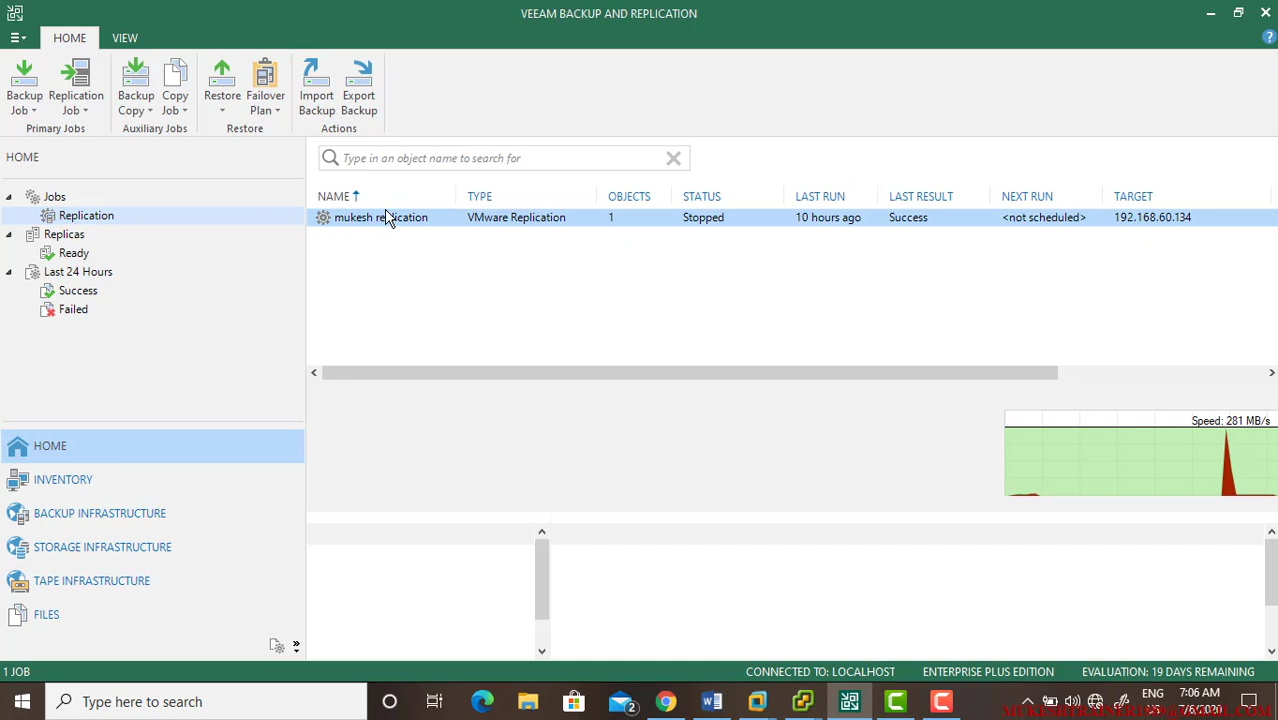 VEEAM BACKUP AND REPLICATION
HOME
VIEW
Backup Job
Replication Job
Backup Copy
Copy Job
Restore
Failover Plan
Import Backup
Export Backup
Primary Jobs
Auxiliary Jobs
Restore
Actions
HOME
Type in an object name to search for
Jobs
Replication
Replicas
Ready
Last 24 Hours
Success
Failed
NAME
TYPE
OBJECTS
STATUS
LAST RUN
LAST RESULT
NEXT RUN
TARGET
mukesh replication
VMware Replication
1
Stopped
10 hours ago
Success
<not scheduled>
192.168.60.134
Speed: 281 MB/s
HOME
INVENTORY
BACKUP INFRASTRUCTURE
STORAGE INFRASTRUCTURE
TAPE INFRASTRUCTURE
FILES
1 JOB
CONNECTED TO: LOCALHOST
ENTERPRISE PLUS EDITION
EVALUATION: 19 DAYS REMAINING
Type here to search
2
ENG
7:06 AM
7/6/2020